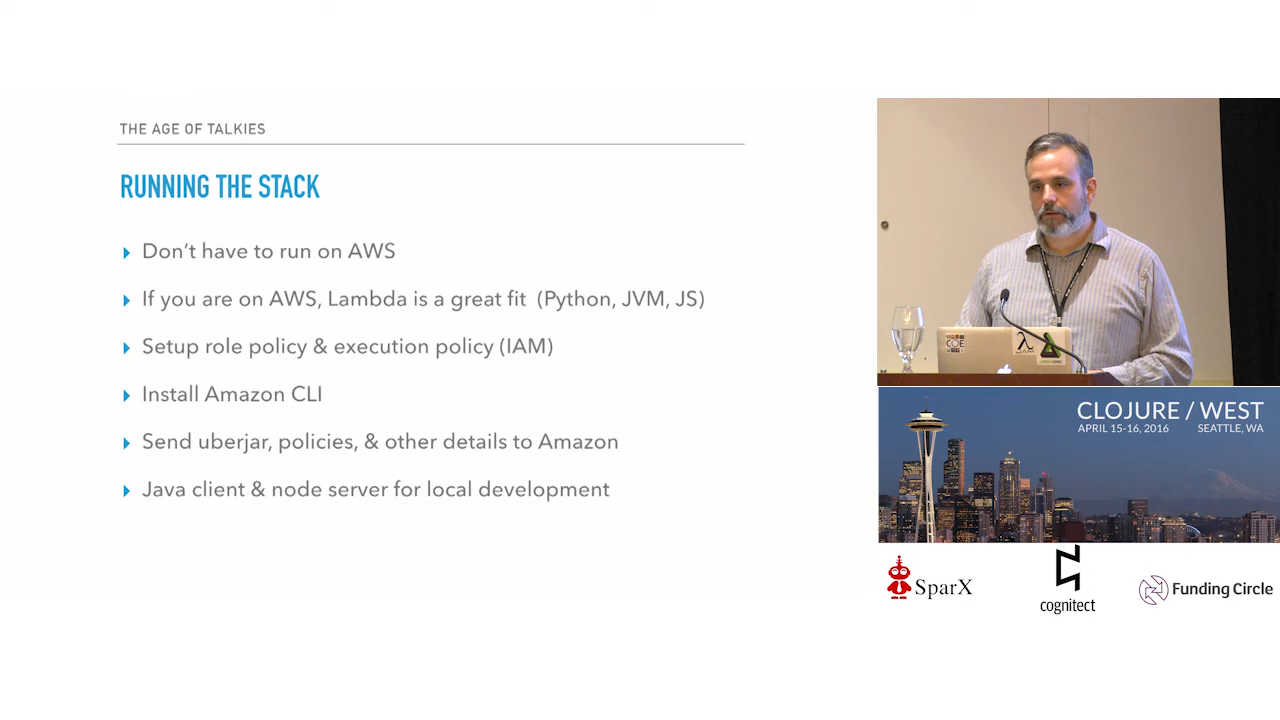 THE AGE OF TALKIES
RUNNING THE STACK
Don't have to run on AWS
If you are on AWS, Lambda is a great fit (Python, JVM, JS)
Setup role policy & execution policy (IAM)
Install Amazon CLI
Send uberjar, policies, & other details to Amazon
Java client & node server for local development
CLOJURE / WEST
APRIL 15-16, 2016 SEATTLE, WA
SparX
cognitect
Funding Circle